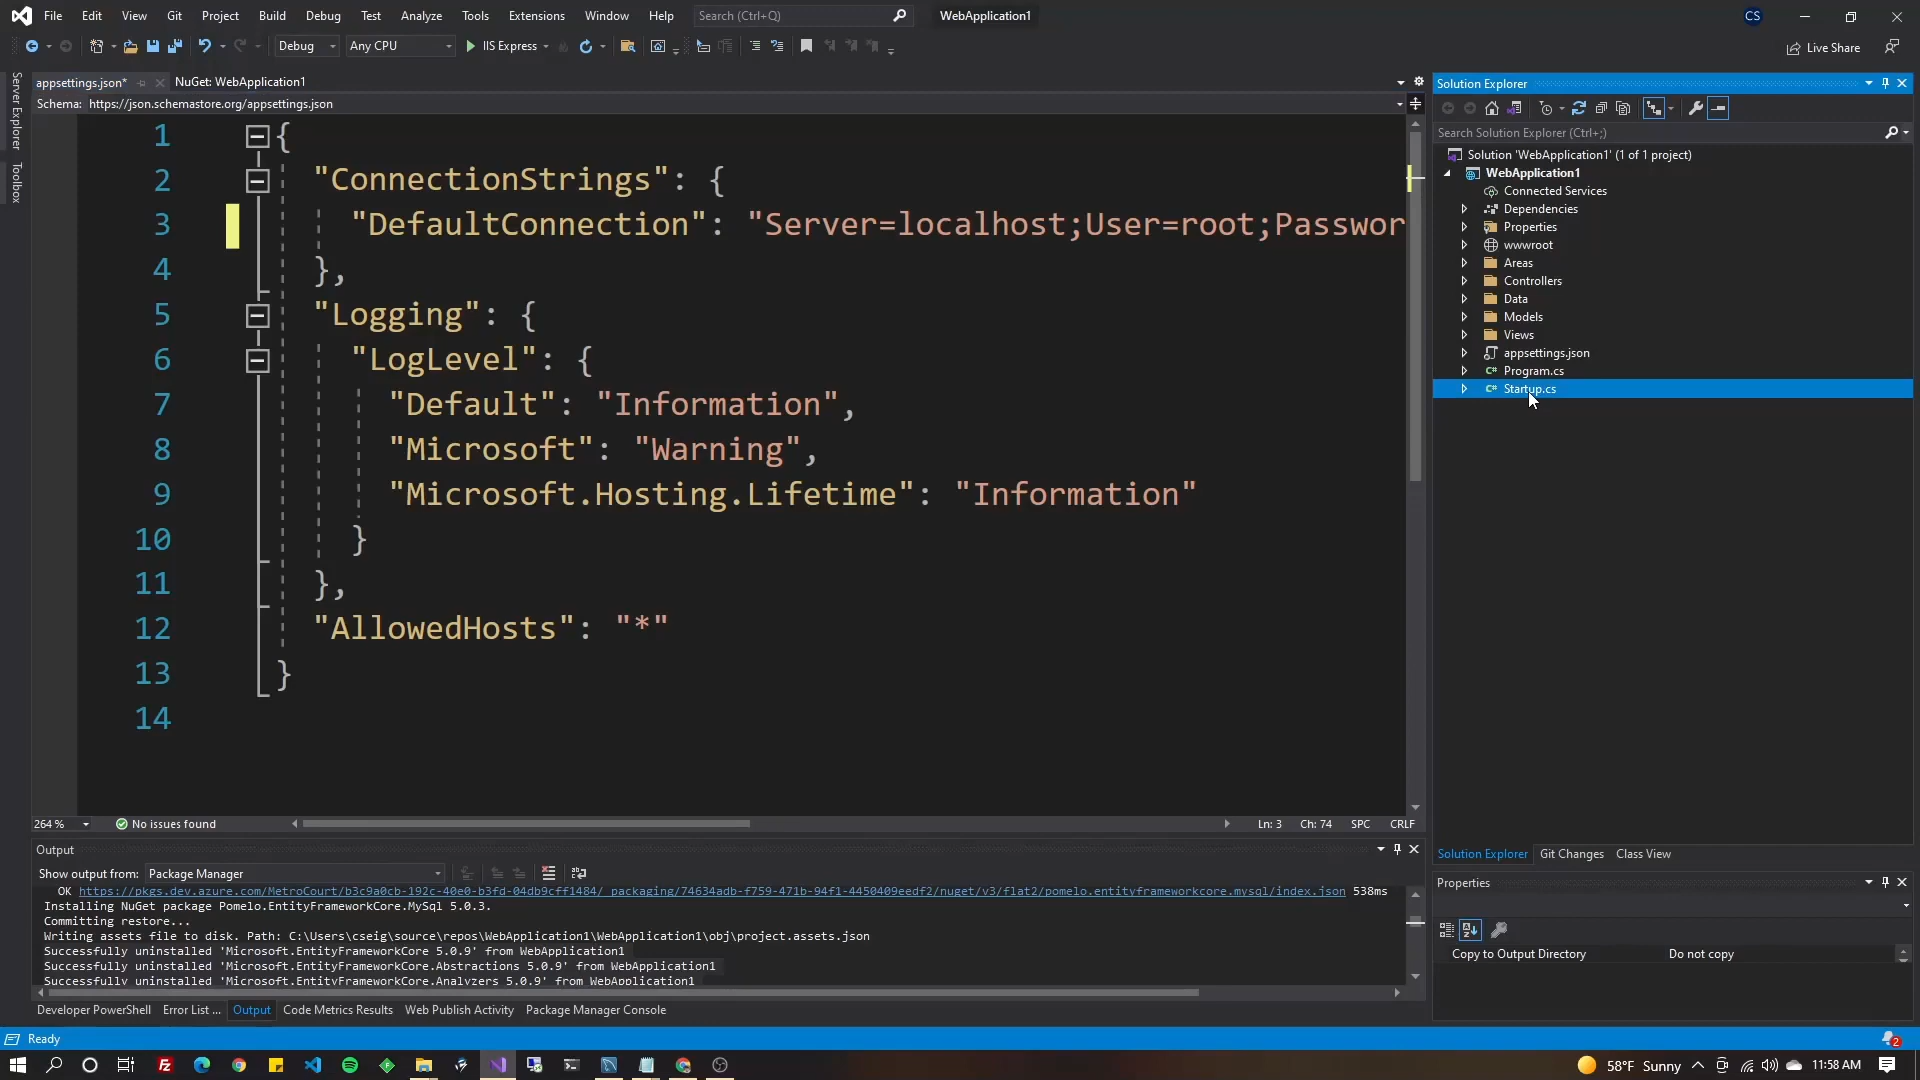 File Edit View Git Project Build Debug Test Analyze Tools Extensions Window Help Search (Ctrl+Q) WebApplication1 CS
Debug Any CPU IIS Express Live Share
Server Explorer
Toolbox
appsettings.json* NuGet: WebApplication1
Schema: https://json.schemastore.org/appsettings.json
1 {
2 "ConnectionStrings": {
3 "DefaultConnection": "Server=localhost;User=root;Passwor
4 },
5 "Logging": {
6 "LogLevel": {
7 "Default": "Information",
8 "Microsoft": "Warning",
9 "Microsoft.Hosting.Lifetime": "Information"
10 }
11 },
12 "AllowedHosts": "*"
13 }
14
264 % No issues found Ln: 3 Ch: 74 SPC CRLF
Output
Show output from: Package Manager
OK https://pkgs.dev.azure.com/MetroCourt/b3c9a0cb-192c-40e0-b3fd-04db9cff1484/_packaging/74634adb-f759-471b-94f1-4450409eedf2/nuget/v3/flat2/pomelo.entityframeworkcore.mysql/index.json 538ms
Installing NuGet package Pomelo.EntityFrameworkCore.MySql 5.0.3.
Committing restore...
Writing assets file to disk. Path: C:\Users\cseig\source\repos\WebApplication1\WebApplication1\obj\project.assets.json
Successfully uninstalled 'Microsoft.EntityFrameworkCore 5.0.9' from WebApplication1
Successfully uninstalled 'Microsoft.EntityFrameworkCore.Abstractions 5.0.9' from WebApplication1
Successfully uninstalled 'Microsoft.EntityFrameworkCore.Analyzers 5.0.9' from WebApplication1
Developer PowerShell Error List ... Output Code Metrics Results Web Publish Activity Package Manager Console
Solution Explorer
Search Solution Explorer (Ctrl+;)
Solution 'WebApplication1' (1 of 1 project)
WebApplication1
Connected Services
Dependencies
Properties
wwwroot
Areas
Controllers
Data
Models
Views
appsettings.json
C# Program.cs
C# Startup.cs
Solution Explorer Git Changes Class View
Properties
Copy to Output Directory Do not copy
Ready 2
58°F Sunny 11:58 AM